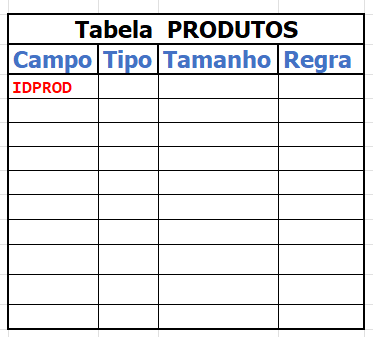 Tabela PRODUTOS
Campo Tipo Tamanho Regra
IDPROD